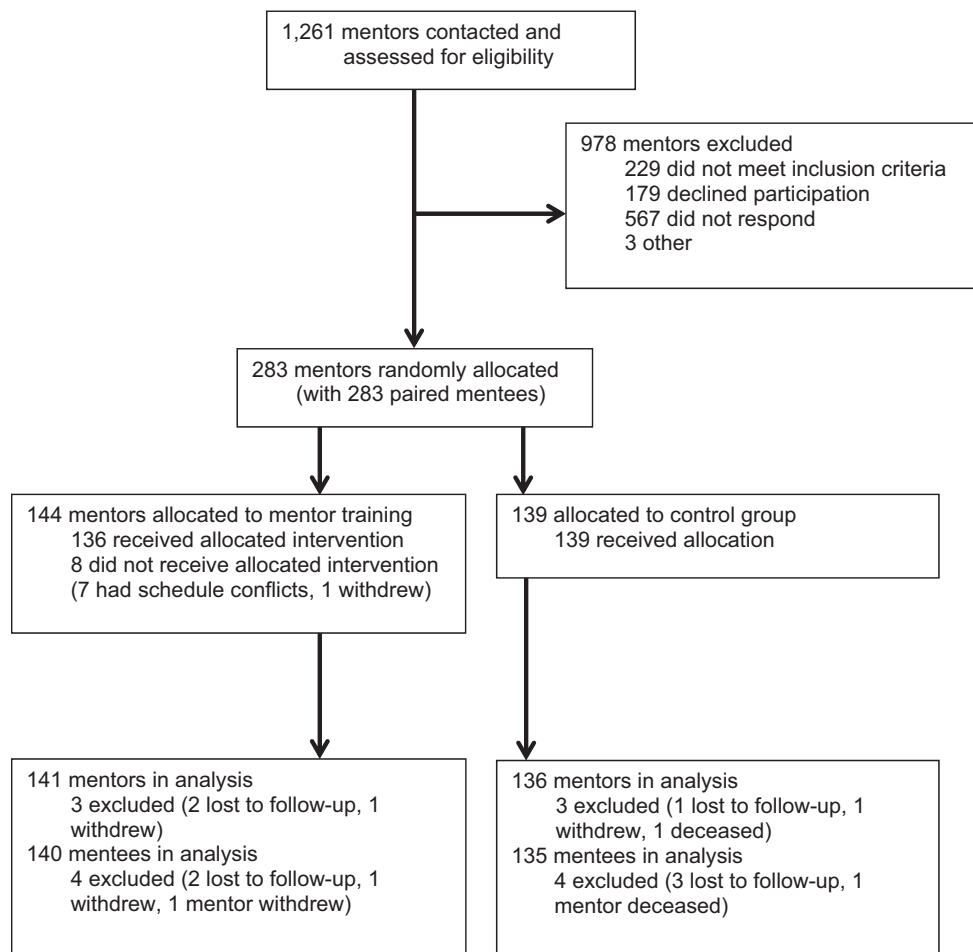 1,261 mentors contacted and
assessed for eligibility
978 mentors excluded
229 did not meet inclusion criteria
179 declined participation
567 did not respond
3 other
283 mentors randomly allocated
(with 283 paired mentees)
144 mentors allocated to mentor training
136 received allocated intervention
8 did not receive allocated intervention
(7 had schedule conflicts, 1 withdrew)
139 allocated to control group
139 received allocation
141 mentors in analysis
3 excluded (2 lost to follow-up, 1
withdrew)
140 mentees in analysis
4 excluded (2 lost to follow-up, 1
withdrew, 1 mentor withdrew)
136 mentors in analysis
3 excluded (1 lost to follow-up, 1
withdrew, 1 deceased)
135 mentees in analysis
4 excluded (3 lost to follow-up, 1
mentor deceased)